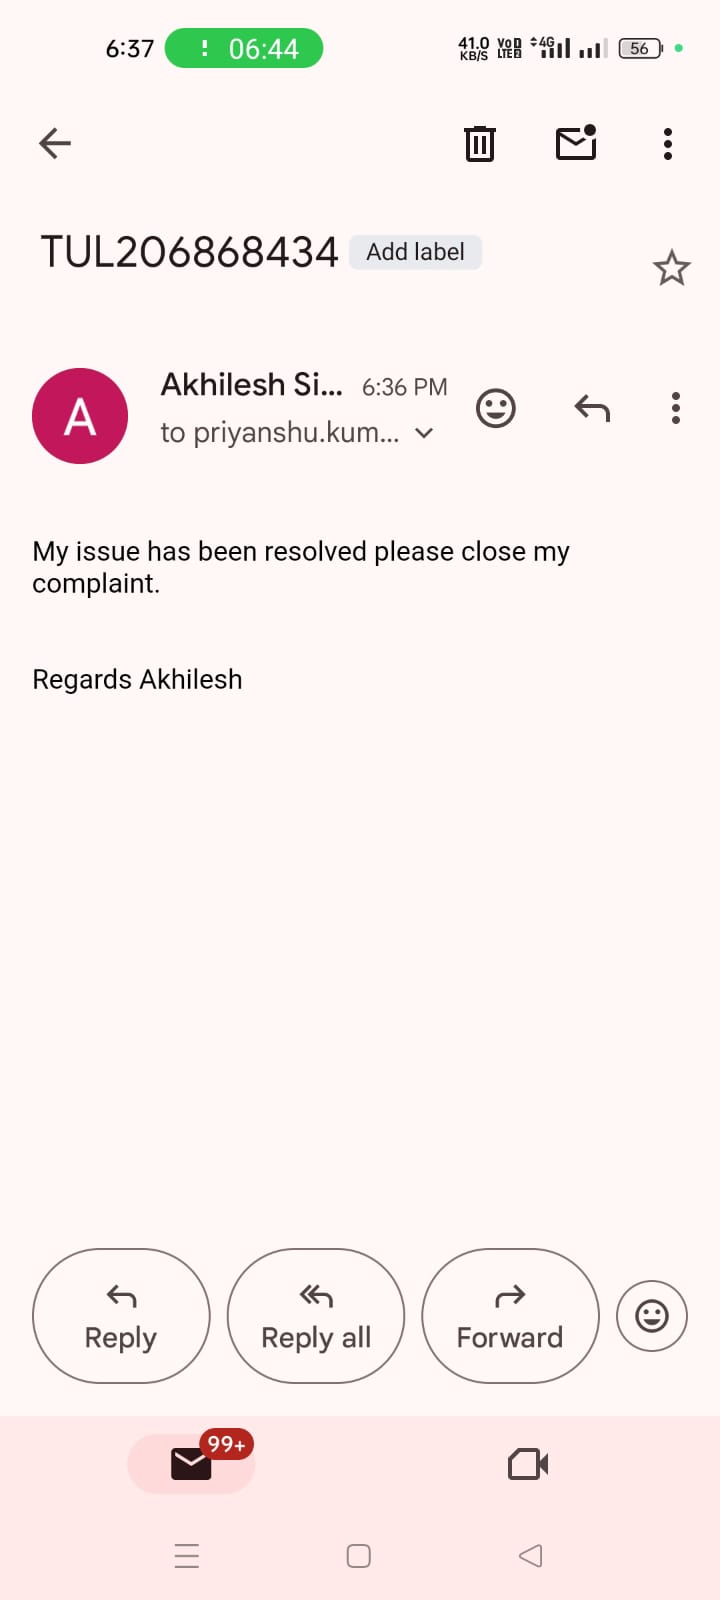 6:37 06:44 41.0 KB/S VoD LTE2 4G 56
TUL206868434 Add label
Akhilesh Si... 6:36 PM
A
to priyanshu.kum...
My issue has been resolved please close my
complaint.
Regards Akhilesh
Reply Reply all Forward
99+